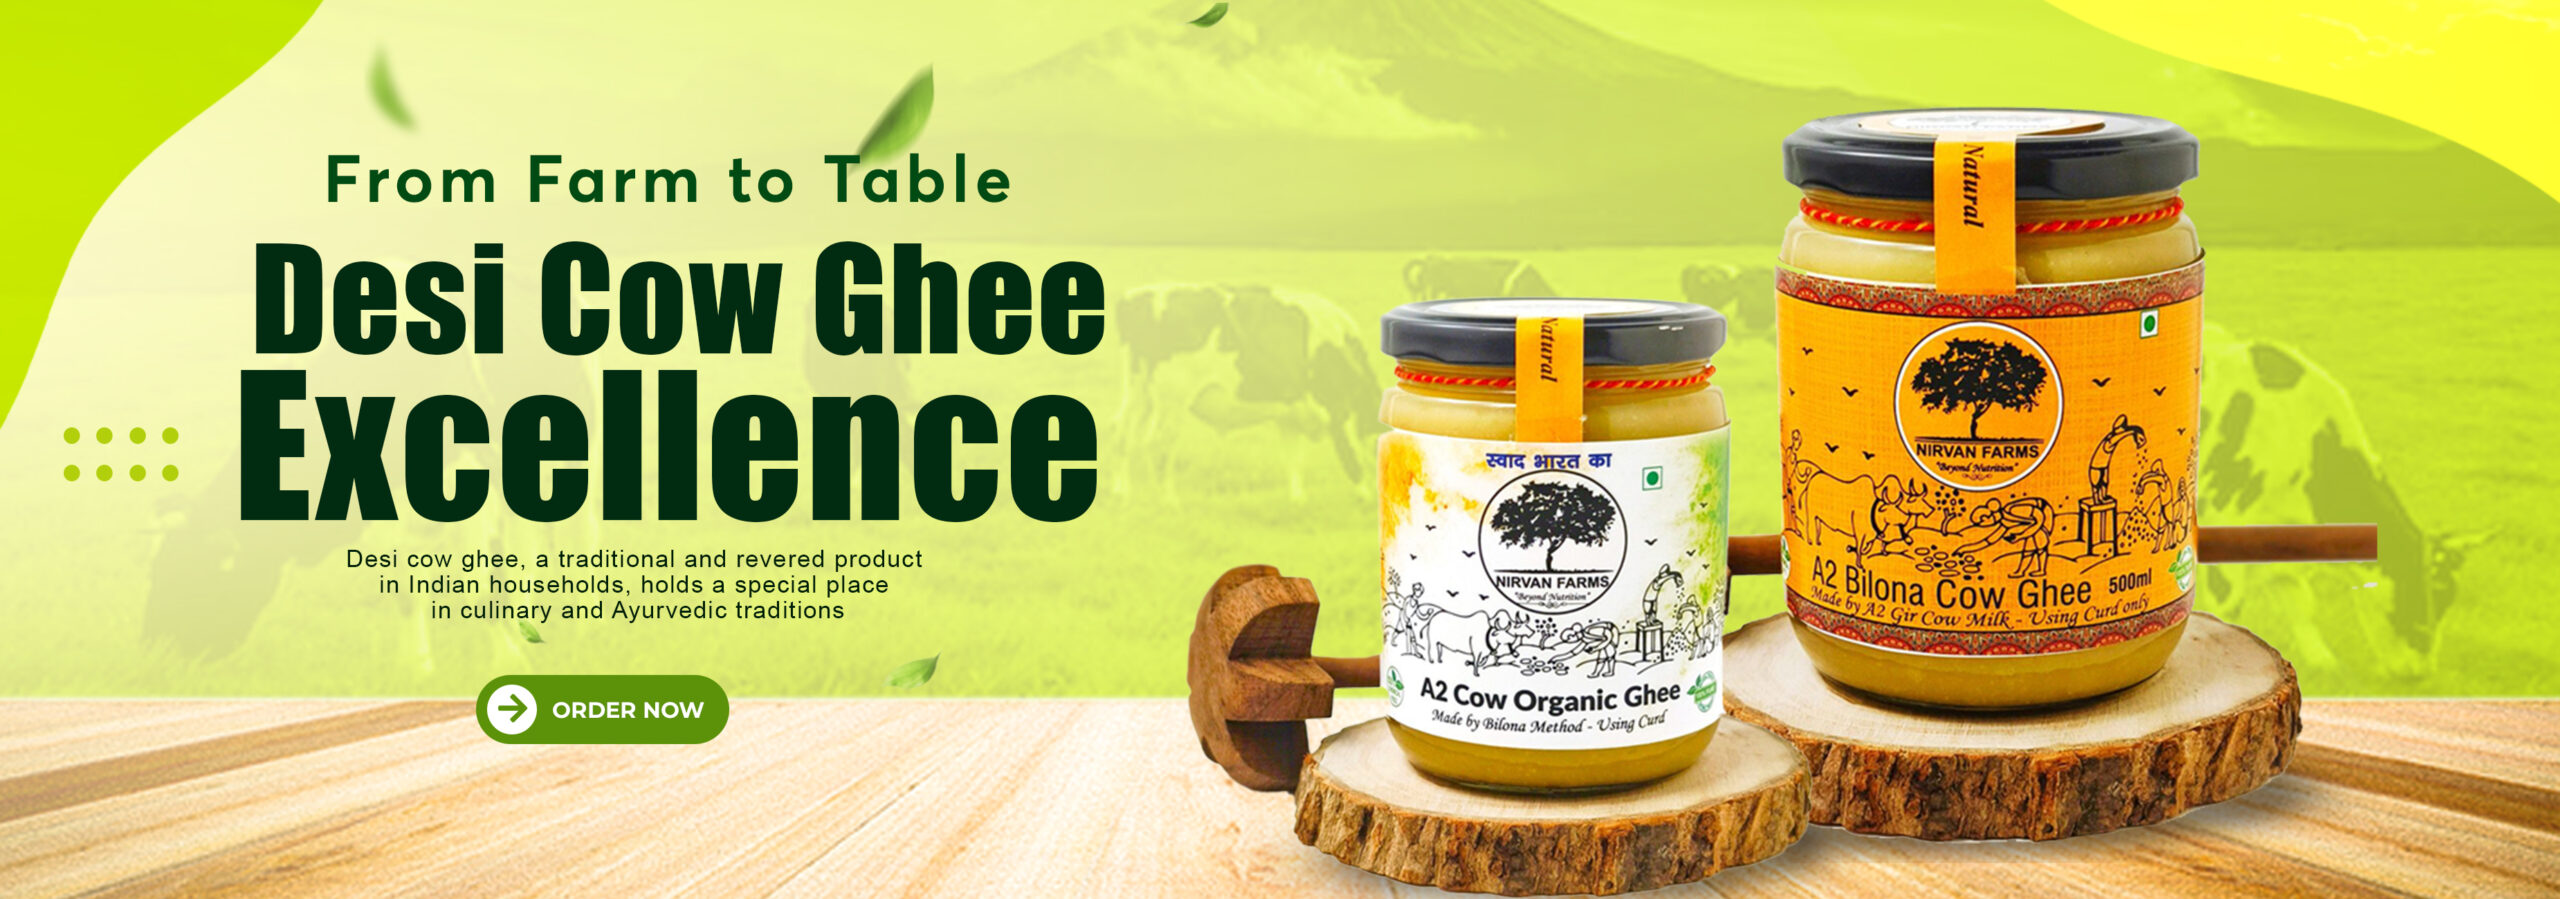 From Farm to Table
Desi Cow Ghee
Excellence
Desi cow ghee, a traditional and revered product
in Indian households, holds a special place
in culinary and Ayurvedic traditions
ORDER NOW
Natural
स्वाद भारत का
NIRVAN FARMS
"Beyond Nutrition"
A2 Cow Organic Ghee
Made by Bilona Method - Using Curd
Natural
NIRVAN FARMS
"Beyond Nutrition"
A2 Bilona Cow Ghee 500ml
Made by A2 Gir Cow Milk - Using Curd only